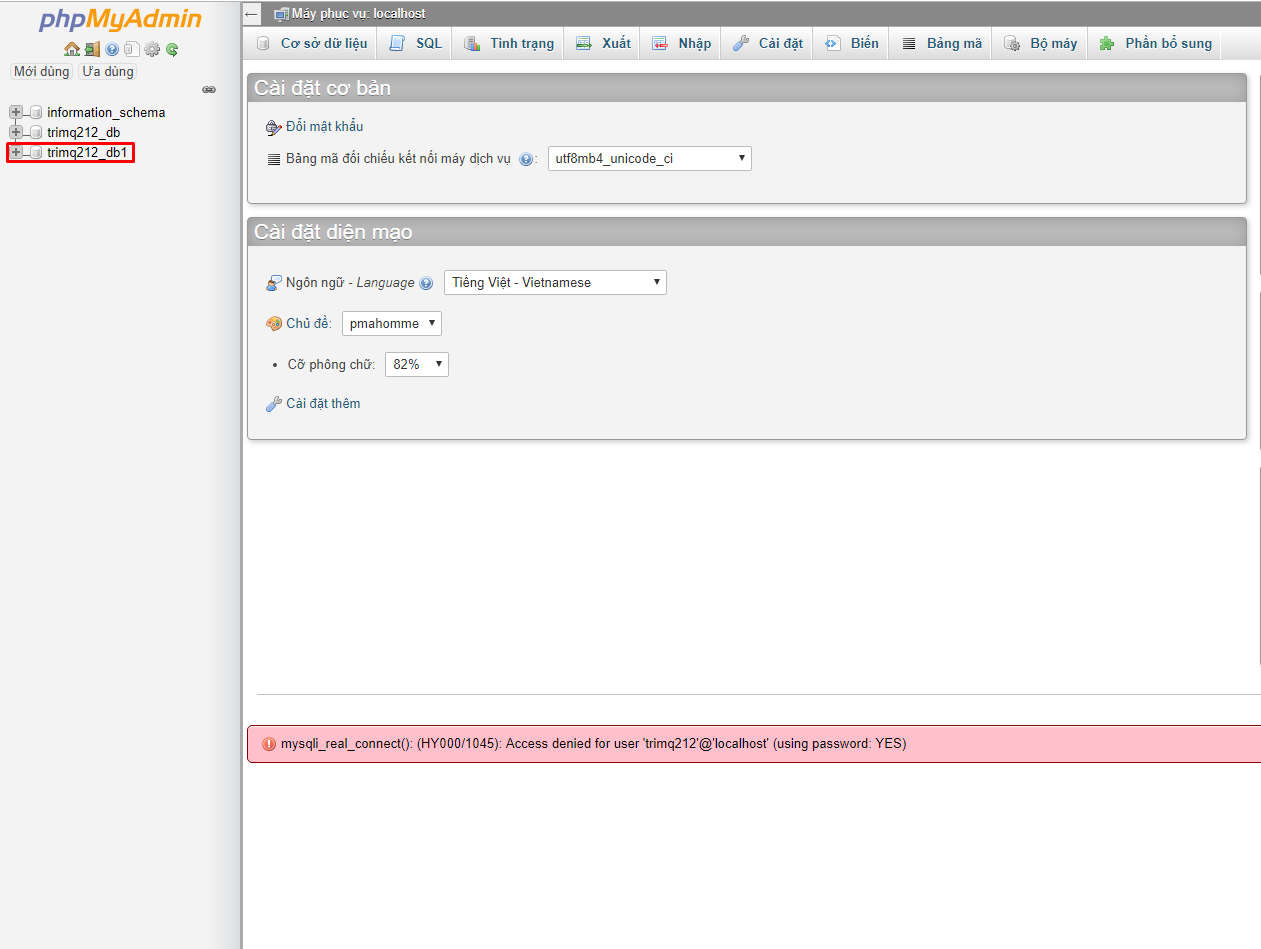 phpMyAdmin
Mới dùng Ưa dùng
information_schema
trimq212_db
trimq212_db1
Máy phục vụ: localhost
Cơ sở dữ liệu SQL Tình trạng Xuất Nhập Cài đặt Biến Bảng mã Bộ máy Phần bổ sung
Cài đặt cơ bản
Đổi mật khẩu
Bảng mã đối chiếu kết nối máy dịch vụ : utf8mb4_unicode_ci
Cài đặt diện mạo
Ngôn ngữ - Language Tiếng Việt - Vietnamese
Chủ đề: pmahomme
• Cỡ phông chữ: 82%
Cài đặt thêm
mysqli_real_connect(): (HY000/1045): Access denied for user 'trimq212'@'localhost' (using password: YES)